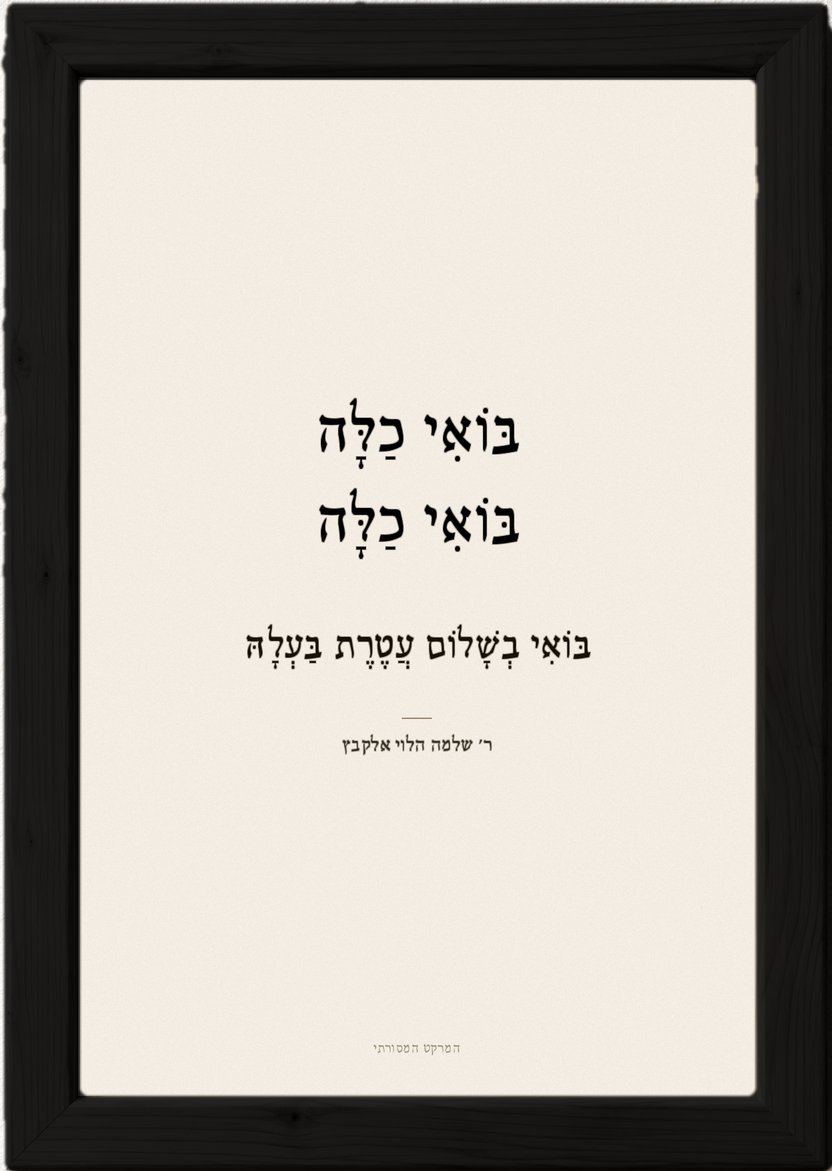 בּוֹאִי כַלָּה
בּוֹאִי כַלָּה
בּוֹאִי בְשָׁלוֹם עֲטֶרֶת בַּעְלָהּ
ר׳ שלמה הלוי אלקבץ
המרקט המסורתי